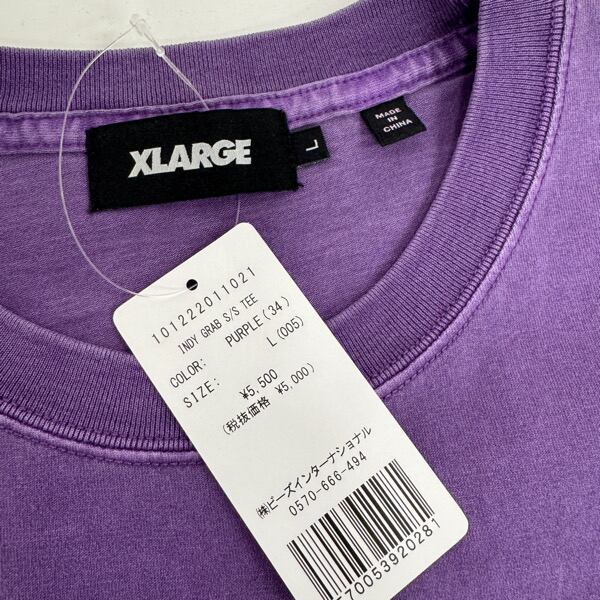 XLARGE
L
MADE
IN
CHINA
101222011021
INDY GRAB S/S TEE
COLOR: PURPLE(34)
SIZE: L(005)
¥5,500
(税抜価格 ¥5,000)
㈱ビーズインターナショナル
0570-666-494
570053920281